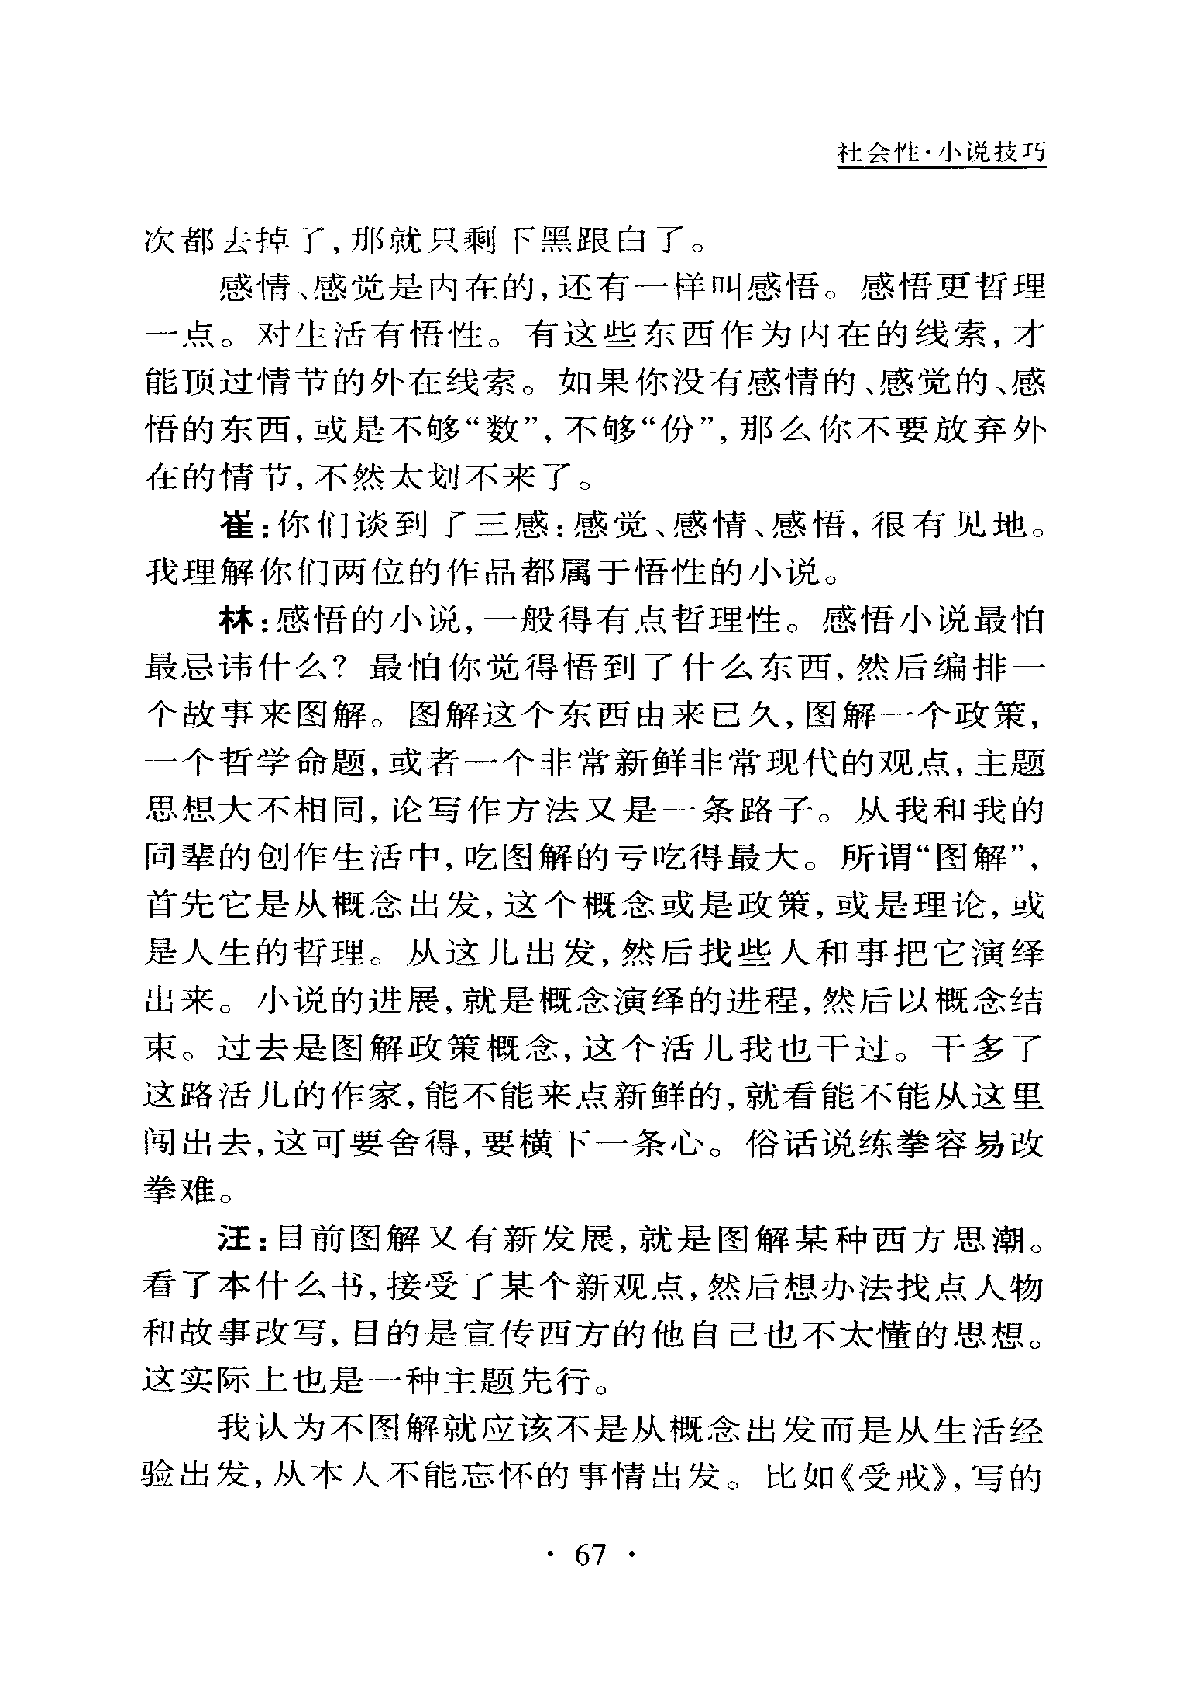 社会性·小说技巧
次都去掉了,那就只剩下黑跟白了。
感情、感觉是内在的,还有一样叫感悟。感悟更哲理
一点。对生活有悟性。有这些东西作为内在的线索,才
能顶过情节的外在线索。如果你没有感情的、感觉的、感
悟的东西,或是不够“数”,不够“份”,那么你不要放弃外
在的情节,不然太划不来了。
崔:你们谈到了三感:感觉、感情、感悟,很有见地。
我理解你们两位的作品都属于悟性的小说。
林:感悟的小说,一般得有点哲理性。感悟小说最怕
最忌讳什么?最怕你觉得悟到了什么东西,然后编排一
个故事来图解。图解这个东西由来已久,图解一个政策,
一个哲学命题,或者一个非常新鲜非常现代的观点,主题
思想大不相同,论写作方法又是一条路子。从我和我的
同辈的创作生活中,吃图解的亏吃得最大。所谓“图解”,
首先它是从概念出发,这个概念或是政策,或是理论,或
是人生的哲理。从这儿出发,然后找些人和事把它演绎
出来。小说的进展,就是概念演绎的进程,然后以概念结
束。过去是图解政策概念,这个活儿我也干过。干多了
这路活儿的作家,能不能来点新鲜的,就看能不能从这里
闯出去,这可要舍得,要横下一条心。俗话说练拳容易改
拳难。
汪:目前图解又有新发展,就是图解某种西方思潮。
看了本什么书,接受了某个新观点,然后想办法找点人物
和故事改写,目的是宣传西方的他自己也不太懂的思想。
这实际上也是一种主题先行。
我认为不图解就应该不是从概念出发而是从生活经
验出发,从本人不能忘怀的事情出发。比如《受戒》,写的
· 67 ·